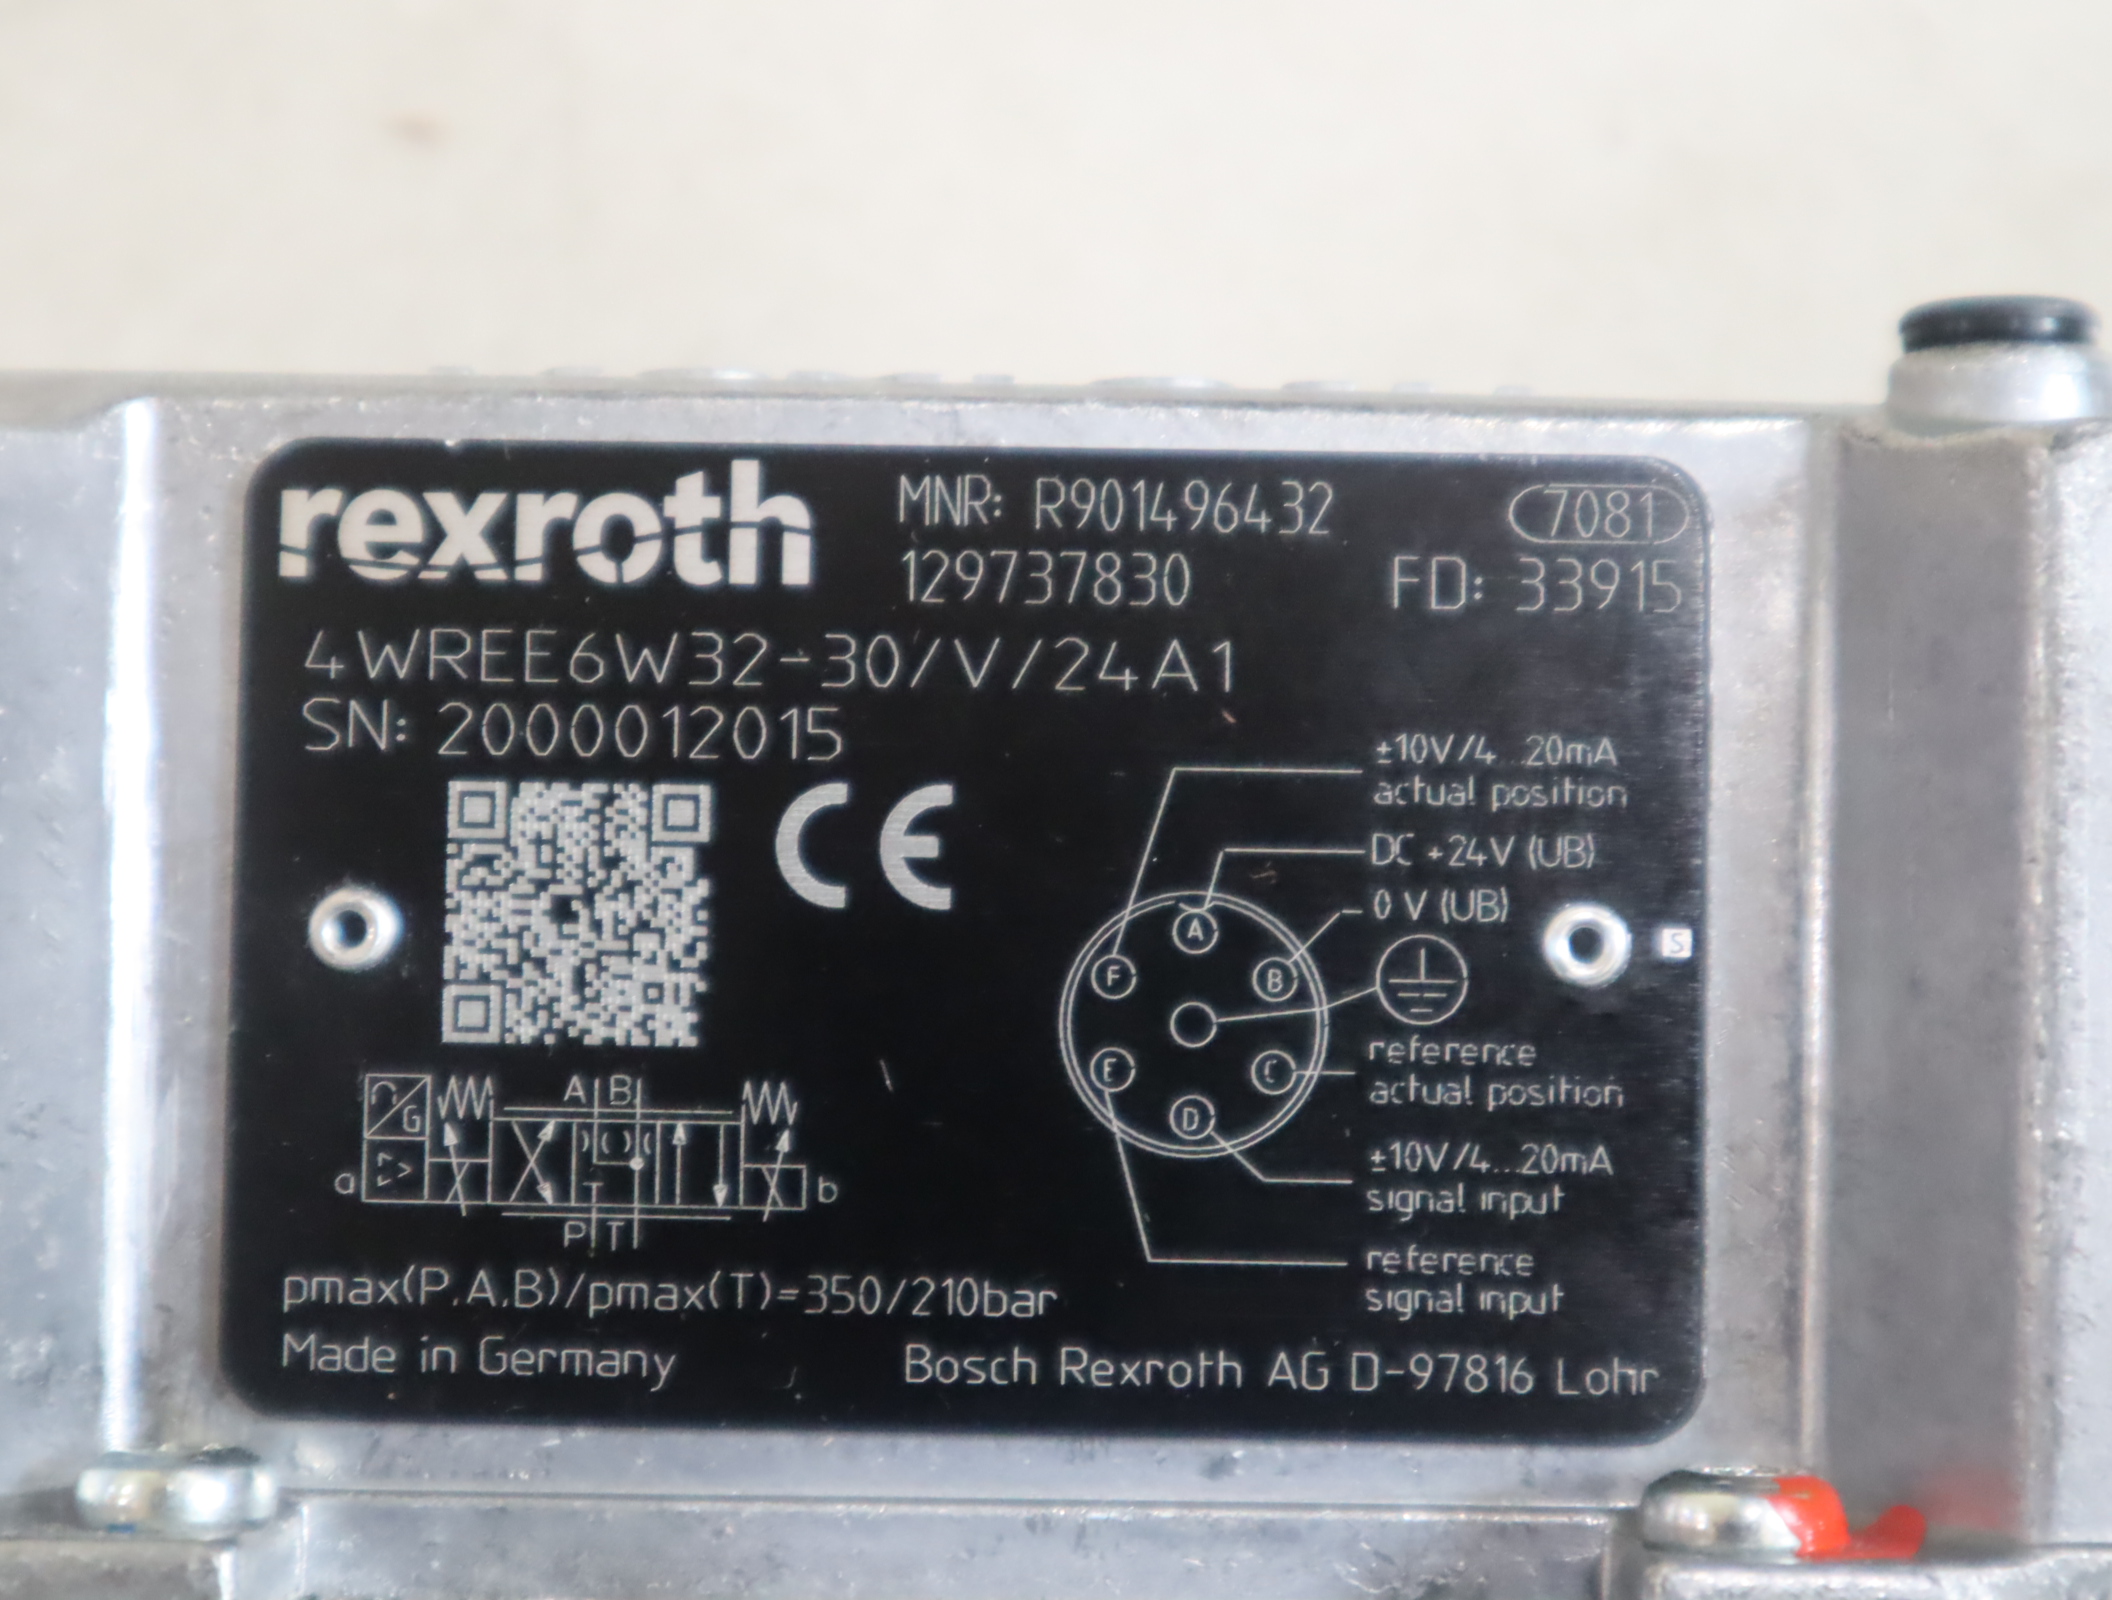 rexroth
MNR: R901496432
7081
129737830
FD: 33915
4WREE6W32-30/V/24A1
SN: 2000012015
CE
±10V/4...20mA
actual position
DC +24V (UB)
0 V (UB)
A
F
B
S
E
C
D
reference
actual position
±10V/4...20mA
signal input
reference
signal input
A B
G
a
b
P T
pmax(P,A,B)/pmax(T)=350/210bar
Made in Germany
Bosch Rexroth AG D-97816 Lohr